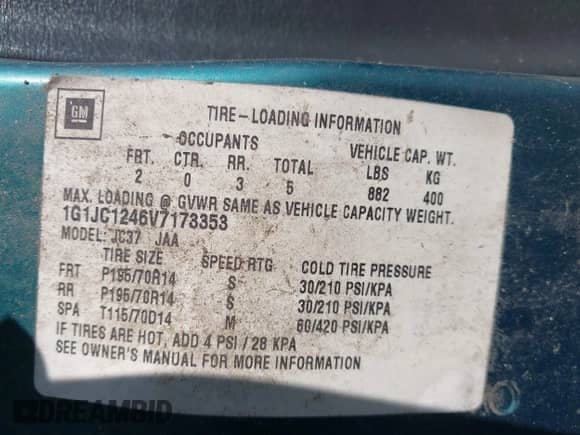 GM
TIRE-LOADING INFORMATION
OCCUPANTS VEHICLE CAP. WT.
FRT. CTR. RR. TOTAL LBS KG
2 0 3 5 882 400
MAX. LOADING @ GVWR SAME AS VEHICLE CAPACITY WEIGHT.
1G1JC1246V7173353
MODEL: JC37 JAA
TIRE SIZE SPEED RTG COLD TIRE PRESSURE
FRT P195/70R14 S 30/210 PSI/KPA
RR P195/70R14 S 30/210 PSI/KPA
SPA T115/70D14 M 60/420 PSI/KPA
IF TIRES ARE HOT, ADD 4 PSI / 28 KPA
SEE OWNER'S MANUAL FOR MORE INFORMATION
DREAMBID